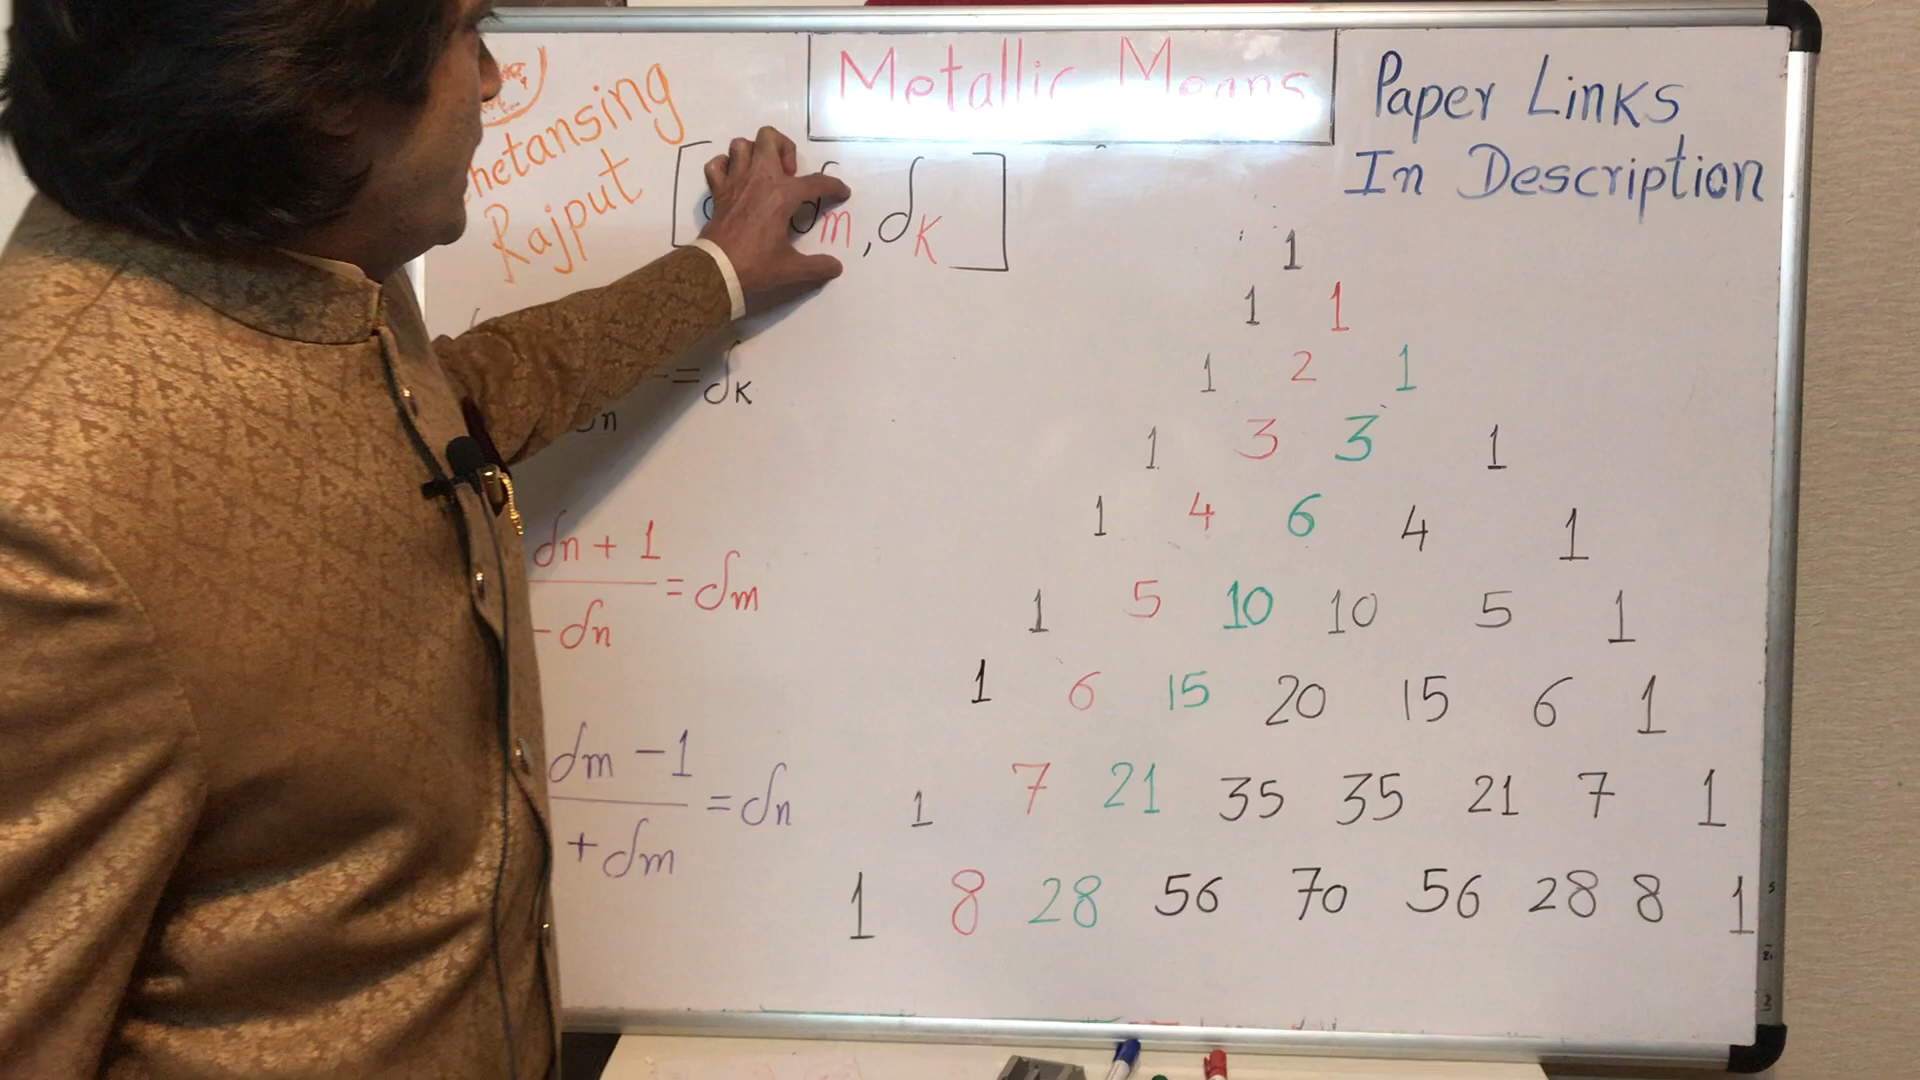 Metallic Means
Paper Links
In Description
hetansing
Rajput
[ δm, δK ]
= δK
δn
δn + 1
= δm
- δn
δm - 1
= δn
+ δm
1
1 1
1 2 1
1 3 3 1
1 4 6 4 1
1 5 10 10 5 1
1 6 15 20 15 6 1
1 7 21 35 35 21 7 1
1 8 28 56 70 56 28 8 1